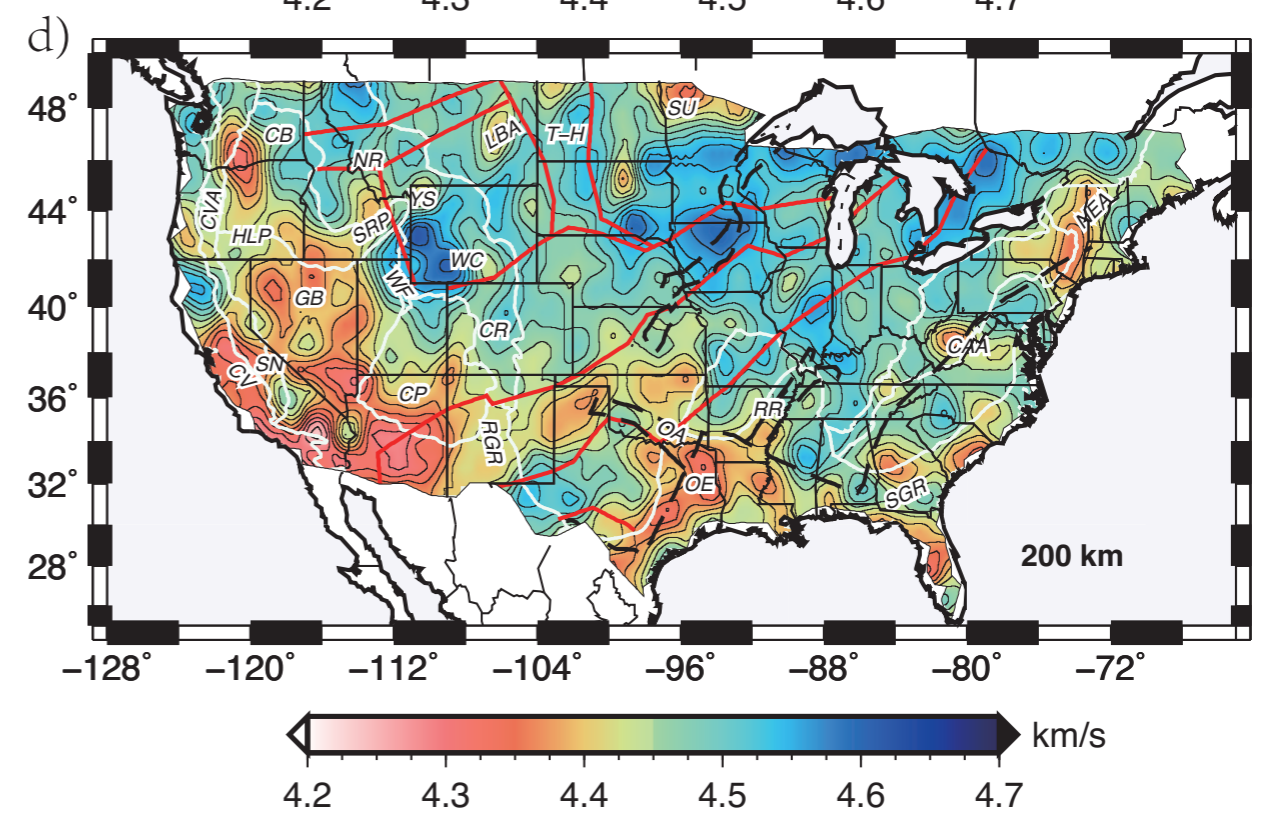 4.2 4.3 4.4 4.5 4.6 4.7
d)
48°
44°
40°
36°
32°
28°
SU
CB
LBA
T–H
NR
YS
CVA
NEA
SRP
HLP
WC
WF
GB
CR
CAA
SN
CV
CP
RR
OA
RGR
OE
SGR
200 km
–128° –120° –112° –104° –96° –88° –80° –72°
km/s
4.2 4.3 4.4 4.5 4.6 4.7